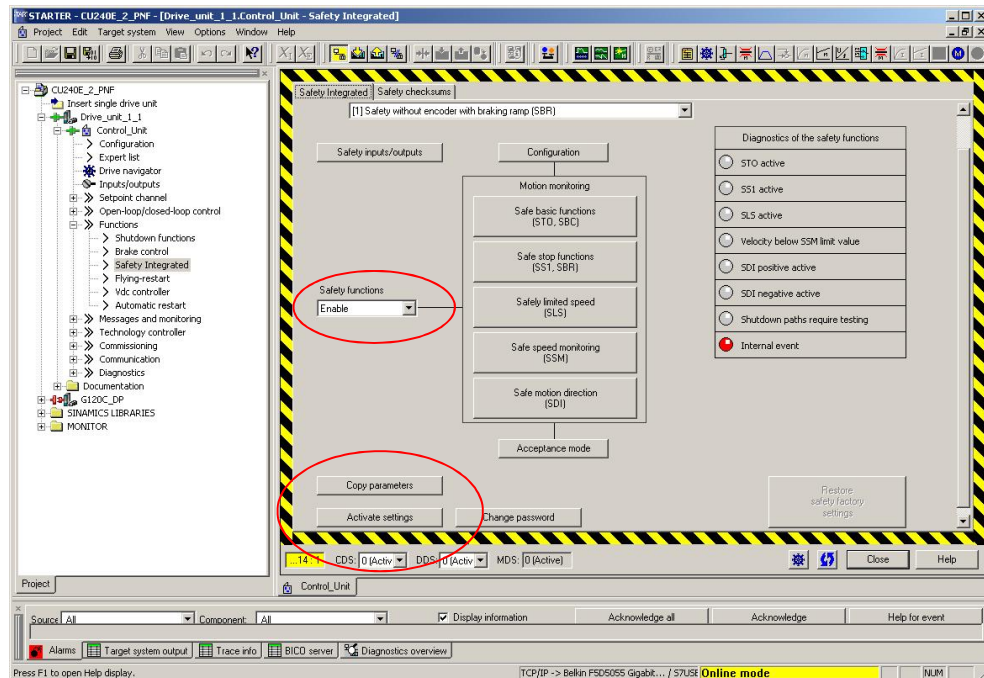 STARTER - CU240E_2_PNF - [Drive_unit_1_1.Control_Unit - Safety Integrated]
Project Edit Target system View Options Window Help
CU240E_2_PNF
Insert single drive unit
Drive_unit_1_1
Control_Unit
Configuration
Expert list
Drive navigator
Inputs/outputs
Setpoint channel
Open-loop/closed-loop control
Functions
Shutdown functions
Brake control
Safety Integrated
Flying-restart
Vdc controller
Automatic restart
Messages and monitoring
Technology controller
Commissioning
Communication
Diagnostics
Documentation
G120C_DP
SINAMICS LIBRARIES
MONITOR
Project
Safety Integrated Safety checksums
[1] Safety without encoder with braking ramp (SBR)
Safety inputs/outputs
Configuration
Motion monitoring
Safe basic functions
(STO, SBC)
Safe stop functions
(SS1, SBR)
Safety functions
Enable
Safely limited speed
(SLS)
Safe speed monitoring
(SSM)
Safe motion direction
(SDI)
Acceptance mode
Copy parameters
Activate settings
Change password
Diagnostics of the safety functions
STO active
SS1 active
SLS active
Velocity below SSM limit value
SDI positive active
SDI negative active
Shutdown paths require testing
Internal event
Restore
safety factory
settings
...14 : 1 CDS: 0 (Activ DDS: 0 (Activ MDS: 0 (Active) Close Help
Control_Unit
Source All Component: All Display information Acknowledge all Acknowledge Help for event
Alarms Target system output Trace info BICO server Diagnostics overview
Press F1 to open Help display. TCP/IP -> Belkin F5D5055 Gigabit... / S7USE Online mode NUM